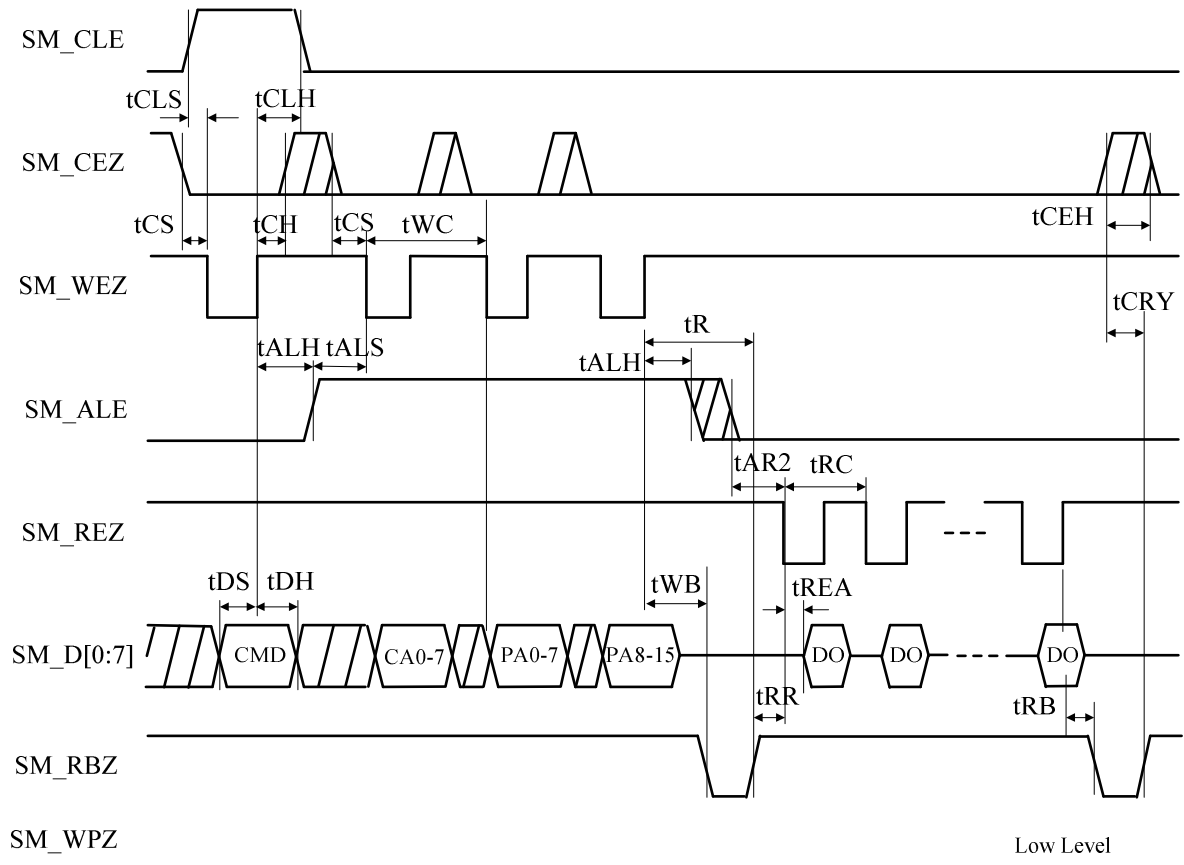 SM_CLE
tCLS
tCLH
SM_CEZ
tCS
tCH
tCS
tWC
tCEH
SM_WEZ
tCRY
tR
tALH
tALS
tALH
SM_ALE
tAR2
tRC
SM_REZ
tDS
tDH
tWB
tREA
SM_D[0:7]
CMD
CA0-7
PA0-7
PA8-15
DO
DO
DO
tRR
tRB
SM_RBZ
SM_WPZ
Low Level